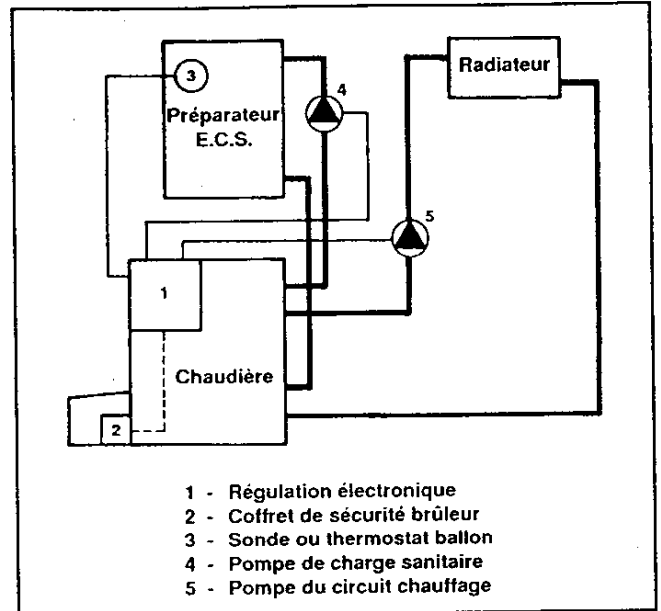 3
Préparateur
E.C.S.
4
Radiateur
5
1
Chaudière
2
1 - Régulation électronique
2 - Coffret de sécurité brûleur
3 - Sonde ou thermostat ballon
4 - Pompe de charge sanitaire
5 - Pompe du circuit chauffage